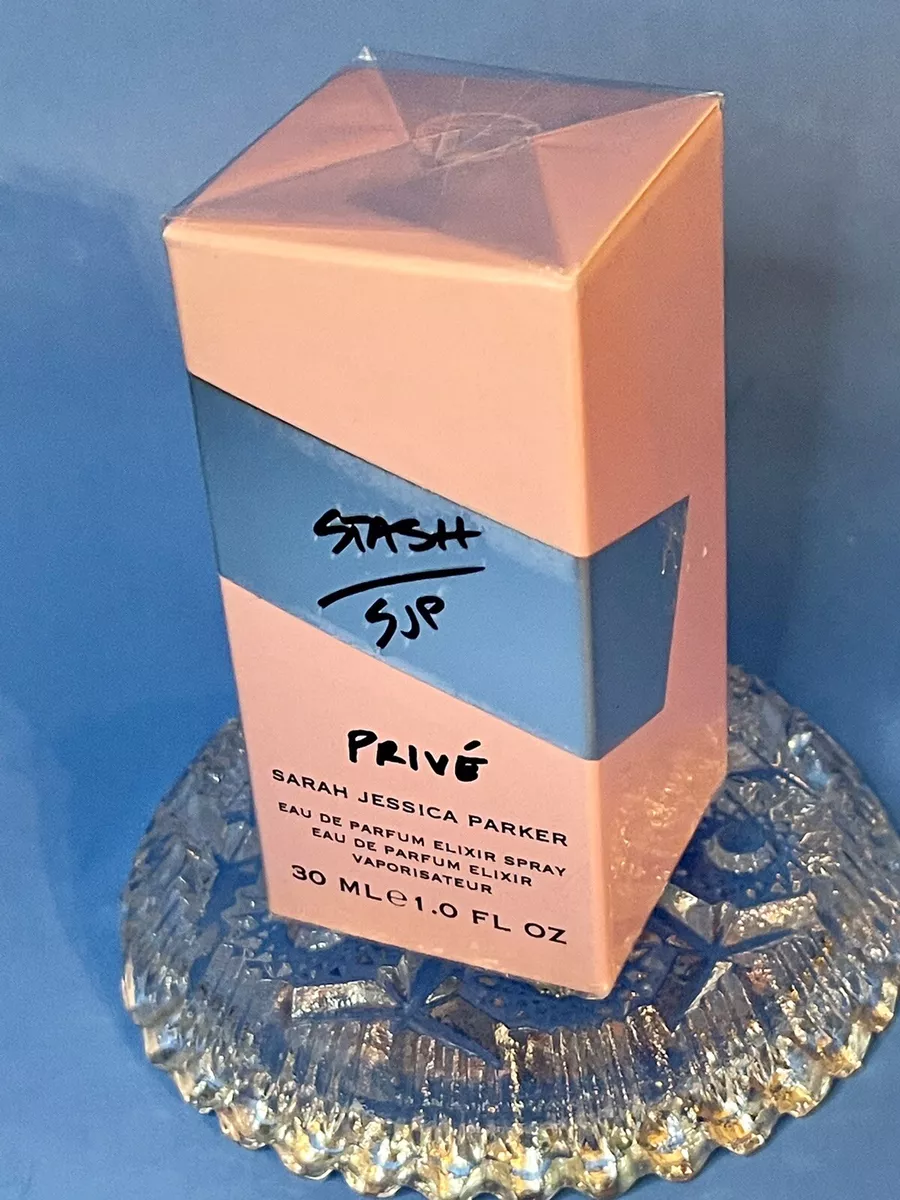 STASH
SJP
PRIVÉ
SARAH JESSICA PARKER
EAU DE PARFUM ELIXIR SPRAY
EAU DE PARFUM ELIXIR
VAPORISATEUR
30 ML℮1.0 FL OZ